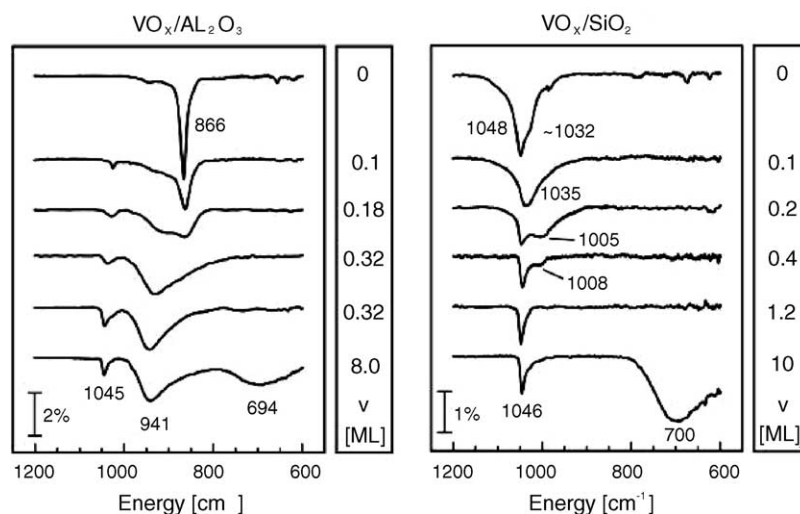 VOx/AL2O3
VOx/SiO2
0
866
0.1
0.18
0.32
0.32
8.0
1045
941
694
2%
v
[ML]
1200 1000 800 600
Energy [cm ]
0
1048
~1032
0.1
1035
0.2
1005
0.4
1008
1.2
10
1046
700
1%
v
[ML]
1200 1000 800 600
Energy [cm-1]